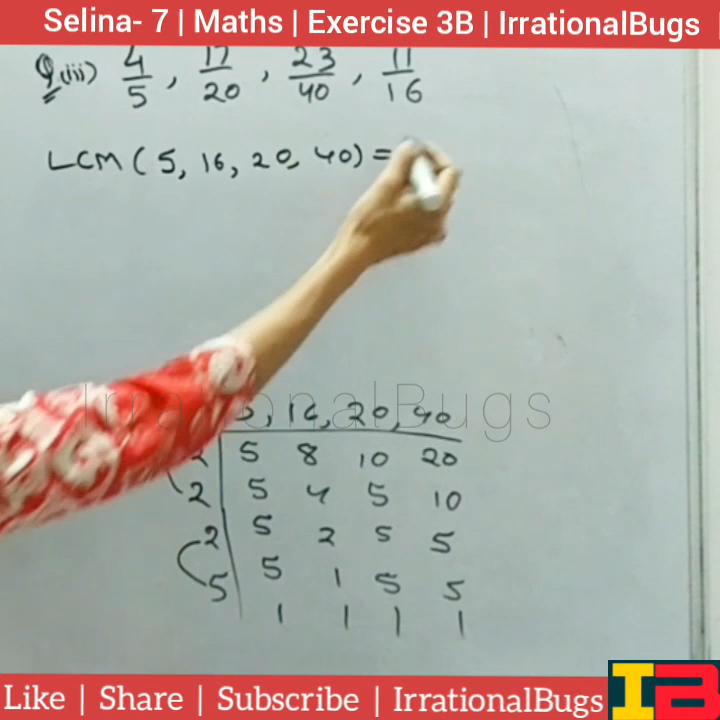 Selina- 7 | Maths | Exercise 3B | IrrationalBugs |
Q.(iii) 4/5, 17/20, 23/40, 11/16
LCM ( 5, 16, 20, 40) =
IrrationalBugs
5, 16, 20, 40
2 5 8 10 20
2 5 4 5 10
2 5 2 5 5
5 5 1 5 5
1 1 1 1
Like | Share | Subscribe | IrrationalBugs
IB